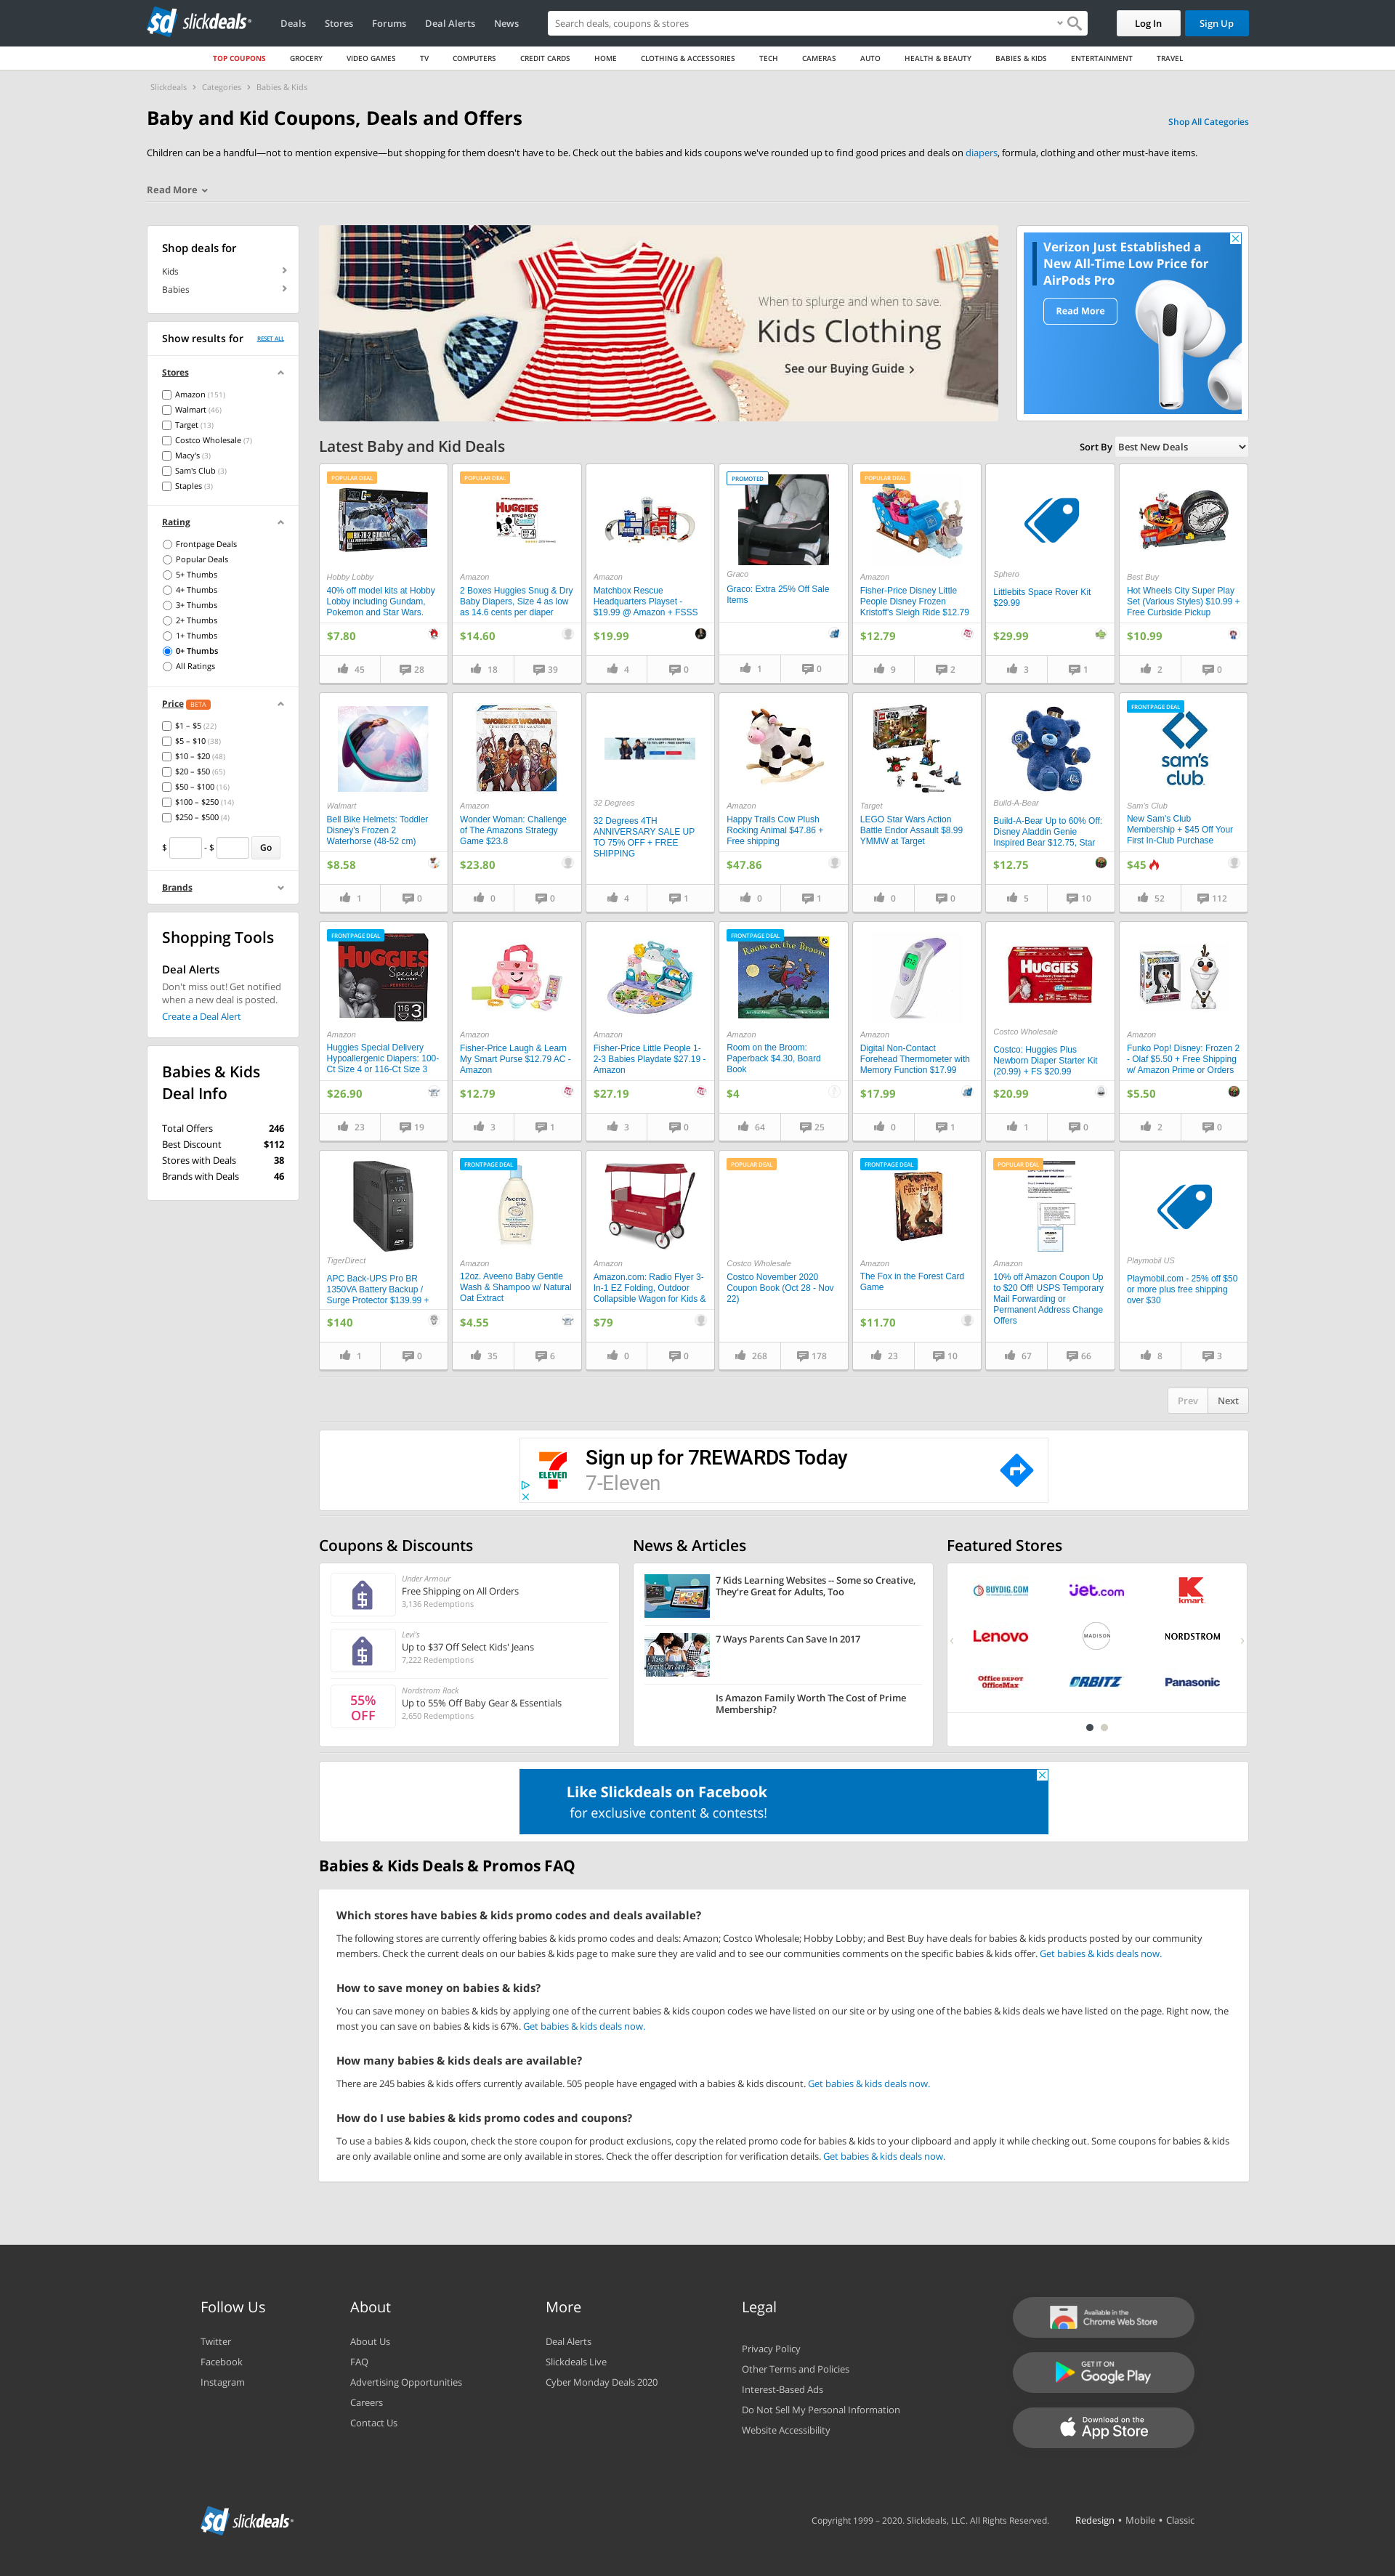 sd slickdeals
Deals Stores Forums Deal Alerts News
Search deals, coupons & stores
Log In Sign Up
TOP COUPONS GROCERY VIDEO GAMES TV COMPUTERS CREDIT CARDS HOME CLOTHING & ACCESSORIES TECH CAMERAS AUTO HEALTH & BEAUTY BABIES & KIDS ENTERTAINMENT TRAVEL
Slickdeals › Categories › Babies & Kids
Baby and Kid Coupons, Deals and Offers
Shop All Categories
Children can be a handful—not to mention expensive—but shopping for them doesn't have to be. Check out the babies and kids coupons we've rounded up to find good prices and deals on diapers, formula, clothing and other must-have items.
Read More
Shop deals for
Kids
Babies
Show results for RESET ALL
Stores
Amazon (151)
Walmart (46)
Target (13)
Costco Wholesale (7)
Macy's (3)
Sam's Club (3)
Staples (3)
Rating
Frontpage Deals
Popular Deals
5+ Thumbs
4+ Thumbs
3+ Thumbs
2+ Thumbs
1+ Thumbs
0+ Thumbs
All Ratings
Price BETA
$1 – $5 (22)
$5 – $10 (38)
$10 – $20 (48)
$20 – $50 (65)
$50 – $100 (16)
$100 – $250 (14)
$250 – $500 (4)
$ - $ Go
Brands
Shopping Tools
Deal Alerts
Don't miss out! Get notified
when a new deal is posted.
Create a Deal Alert
Babies & Kids
Deal Info
Total Offers 246
Best Discount $112
Stores with Deals 38
Brands with Deals 46
When to splurge and when to save.
Kids Clothing
See our Buying Guide
Verizon Just Established a
New All-Time Low Price for
AirPods Pro
Read More
Latest Baby and Kid Deals
Sort By Best New Deals
POPULAR DEAL
Hobby Lobby
40% off model kits at Hobby
Lobby including Gundam,
Pokemon and Star Wars.
$7.80
45 28
POPULAR DEAL
HUGGIES
Amazon
2 Boxes Huggies Snug & Dry
Baby Diapers, Size 4 as low
as 14.6 cents per diaper
$14.60
18 39
Amazon
Matchbox Rescue
Headquarters Playset -
$19.99 @ Amazon + FSSS
$19.99
4 0
PROMOTED
Graco
Graco: Extra 25% Off Sale
Items
1 0
POPULAR DEAL
Amazon
Fisher-Price Disney Little
People Disney Frozen
Kristoff's Sleigh Ride $12.79
$12.79
9 2
Sphero
Littlebits Space Rover Kit
$29.99
$29.99
3 1
Best Buy
Hot Wheels City Super Play
Set (Various Styles) $10.99 +
Free Curbside Pickup
$10.99
2 0
Walmart
Bell Bike Helmets: Toddler
Disney's Frozen 2
Waterhorse (48-52 cm)
$8.58
1 0
WONDER WOMAN
Amazon
Wonder Woman: Challenge
of The Amazons Strategy
Game $23.8
$23.80
0 0
32 Degrees
32 Degrees 4TH
ANNIVERSARY SALE UP
TO 75% OFF + FREE
SHIPPING
4 1
Amazon
Happy Trails Cow Plush
Rocking Animal $47.86 +
Free shipping
$47.86
0 1
Target
LEGO Star Wars Action
Battle Endor Assault $8.99
YMMW at Target
0 0
Build-A-Bear
Build-A-Bear Up to 60% Off:
Disney Aladdin Genie
Inspired Bear $12.75, Star
$12.75
5 10
FRONTPAGE DEAL
sam's club
Sam's Club
New Sam's Club
Membership + $45 Off Your
First In-Club Purchase
$45
52 112
FRONTPAGE DEAL
HUGGIES
Special
116 3
Amazon
Huggies Special Delivery
Hypoallergenic Diapers: 100-
Ct Size 4 or 116-Ct Size 3
$26.90
23 19
Amazon
Fisher-Price Laugh & Learn
My Smart Purse $12.79 AC -
Amazon
$12.79
3 1
Amazon
Fisher-Price Little People 1-
2-3 Babies Playdate $27.19 -
Amazon
$27.19
3 0
FRONTPAGE DEAL
ROOM ON THE BROOM
Amazon
Room on the Broom:
Paperback $4.30, Board
Book
$4
64 25
Amazon
Digital Non-Contact
Forehead Thermometer with
Memory Function $17.99
$17.99
0 1
HUGGIES
Costco Wholesale
Costco: Huggies Plus
Newborn Diaper Starter Kit
(20.99) + FS $20.99
$20.99
1 0
Amazon
Funko Pop! Disney: Frozen 2
- Olaf $5.50 + Free Shipping
w/ Amazon Prime or Orders
$5.50
2 0
APC
TigerDirect
APC Back-UPS Pro BR
1350VA Battery Backup /
Surge Protector $139.99 +
$140
1 0
FRONTPAGE DEAL
Aveeno
Baby
Amazon
12oz. Aveeno Baby Gentle
Wash & Shampoo w/ Natural
Oat Extract
$4.55
35 6
Amazon
Amazon.com: Radio Flyer 3-
In-1 EZ Folding, Outdoor
Collapsible Wagon for Kids &
$79
0 0
POPULAR DEAL
Costco Wholesale
Costco November 2020
Coupon Book (Oct 28 - Nov
22)
268 178
FRONTPAGE DEAL
Fox Forest
Amazon
The Fox in the Forest Card
Game
$11.70
23 10
POPULAR DEAL
Amazon
10% off Amazon Coupon Up
to $20 Off! USPS Temporary
Mail Forwarding or
Permanent Address Change
Offers
67 66
Playmobil US
Playmobil.com - 25% off $50
or more plus free shipping
over $30
8 3
Prev Next
7 ELEVEN
Sign up for 7REWARDS Today
7-Eleven
Coupons & Discounts
Under Armour
Free Shipping on All Orders
3,136 Redemptions
Levi's
Up to $37 Off Select Kids' Jeans
7,222 Redemptions
55%
OFF
Nordstrom Rack
Up to 55% Off Baby Gear & Essentials
2,650 Redemptions
News & Articles
7 Kids Learning Websites -- Some so Creative,
They're Great for Adults, Too
7 Ways Parents Can Save In 2017
Is Amazon Family Worth The Cost of Prime
Membership?
Featured Stores
BUYDIG.COM jet.com kmart
Lenovo MADISON NORDSTROM
Office DEPOT OfficeMax ORBITZ Panasonic
Like Slickdeals on Facebook
for exclusive content & contests!
Babies & Kids Deals & Promos FAQ
Which stores have babies & kids promo codes and deals available?
The following stores are currently offering babies & kids promo codes and deals: Amazon; Costco Wholesale; Hobby Lobby; and Best Buy have deals for babies & kids products posted by our community
members. Check the current deals on our babies & kids page to make sure they are valid and to see our communities comments on the specific babies & kids offer. Get babies & kids deals now.
How to save money on babies & kids?
You can save money on babies & kids by applying one of the current babies & kids coupon codes we have listed on our site or by using one of the babies & kids deals we have listed on the page. Right now, the
most you can save on babies & kids is 67%. Get babies & kids deals now.
How many babies & kids deals are available?
There are 245 babies & kids offers currently available. 505 people have engaged with a babies & kids discount. Get babies & kids deals now.
How do I use babies & kids promo codes and coupons?
To use a babies & kids coupon, check the store coupon for product exclusions, copy the related promo code for babies & kids to your clipboard and apply it while checking out. Some coupons for babies & kids
are only available online and some are only available in stores. Check the offer description for verification details. Get babies & kids deals now.
Follow Us
Twitter
Facebook
Instagram
About
About Us
FAQ
Advertising Opportunities
Careers
Contact Us
More
Deal Alerts
Slickdeals Live
Cyber Monday Deals 2020
Legal
Privacy Policy
Other Terms and Policies
Interest-Based Ads
Do Not Sell My Personal Information
Website Accessibility
Available in the
Chrome Web Store
GET IT ON
Google Play
Download on the
App Store
sd slickdeals
Copyright 1999 – 2020. Slickdeals, LLC. All Rights Reserved. Redesign • Mobile • Classic